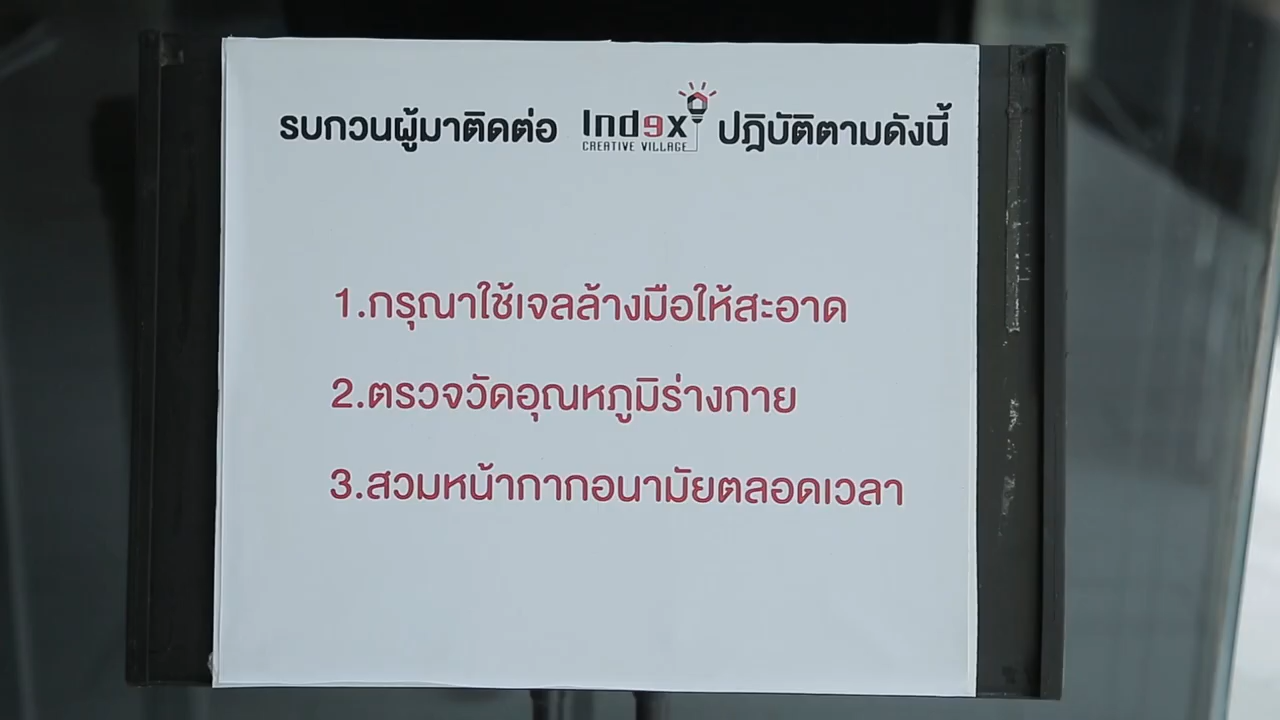 รบกวนผู้มาติดต่อ Index CREATIVE VILLAGE ปฎิบัติตามดังนี้
1.กรุณาใช้เจลล้างมือให้สะอาด
2.ตรวจวัดอุณหภูมิร่างกาย
3.สวมหน้ากากอนามัยตลอดเวลา